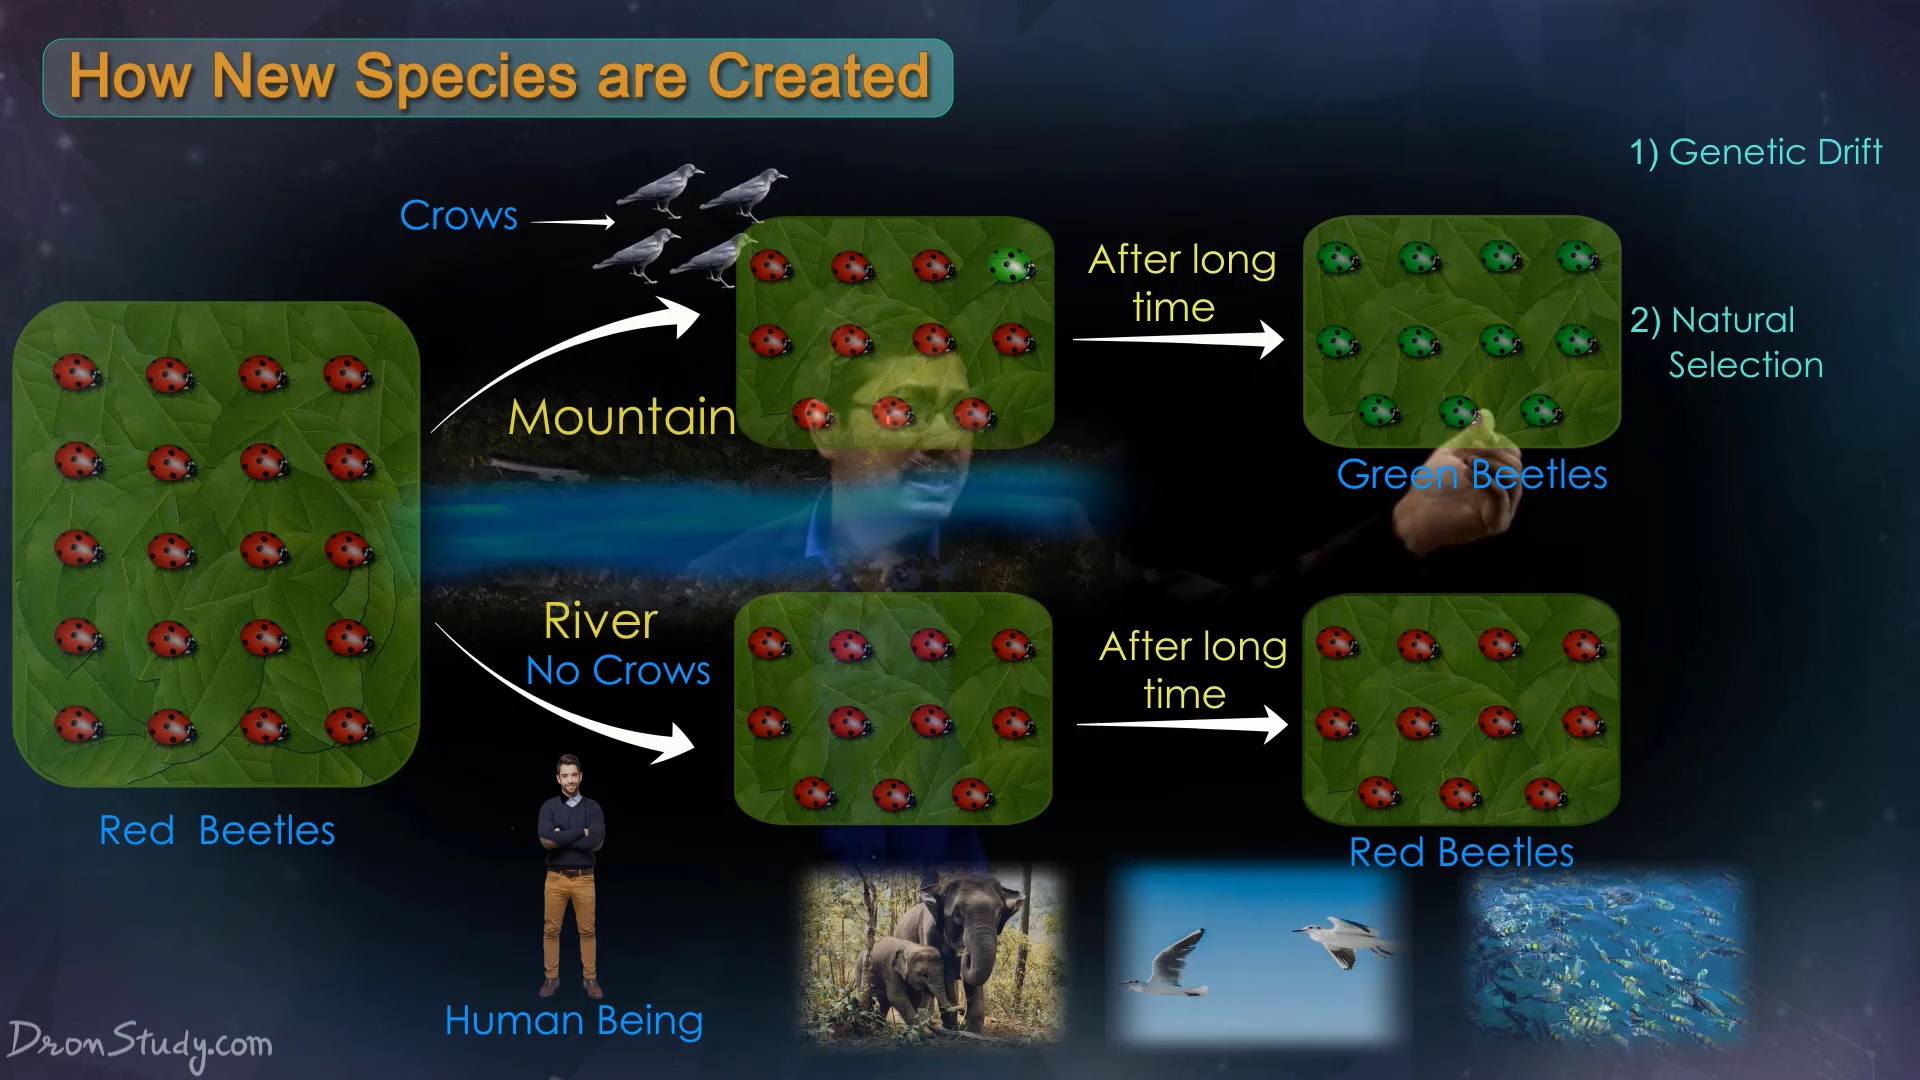 How New Species are Created
1) Genetic Drift
Crows
After long
time
2) Natural
Selection
Mountain
Green Beetles
River
No Crows
After long
time
Red Beetles
Red Beetles
Human Being
DronStudy.com